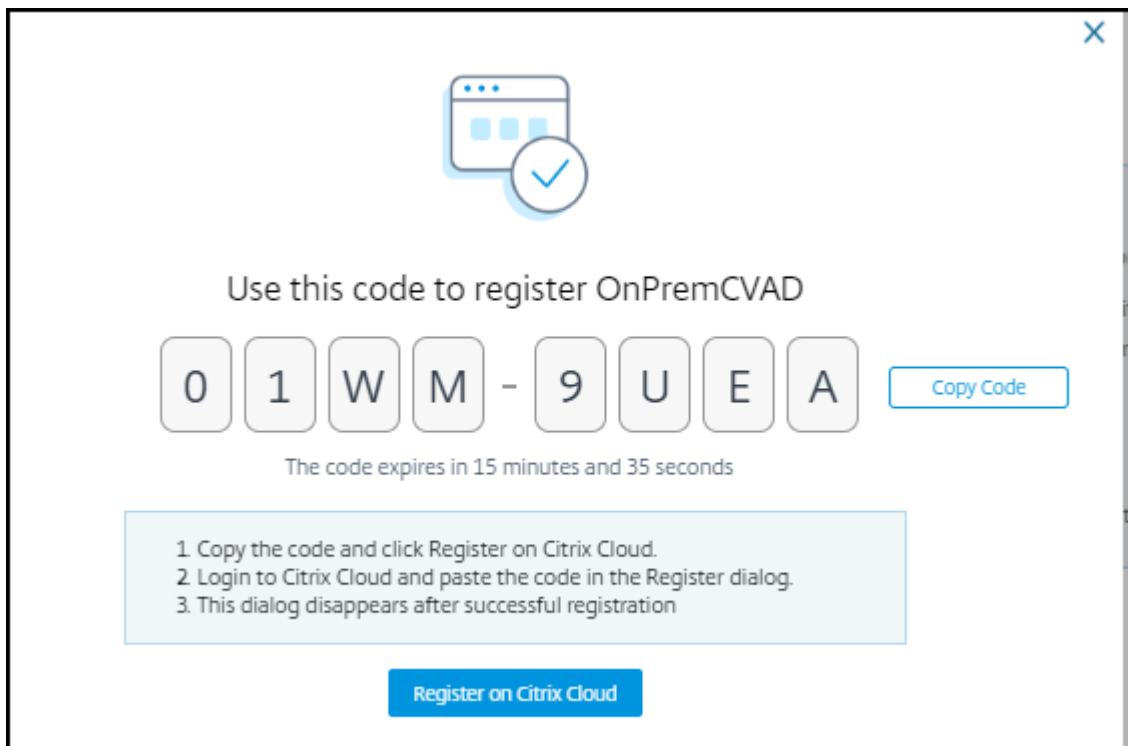 Use this code to register OnPremCVAD
0 1 W M - 9 U E A
Copy Code
The code expires in 15 minutes and 35 seconds
1. Copy the code and click Register on Citrix Cloud.
2. Login to Citrix Cloud and paste the code in the Register dialog.
3. This dialog disappears after successful registration
Register on Citrix Cloud